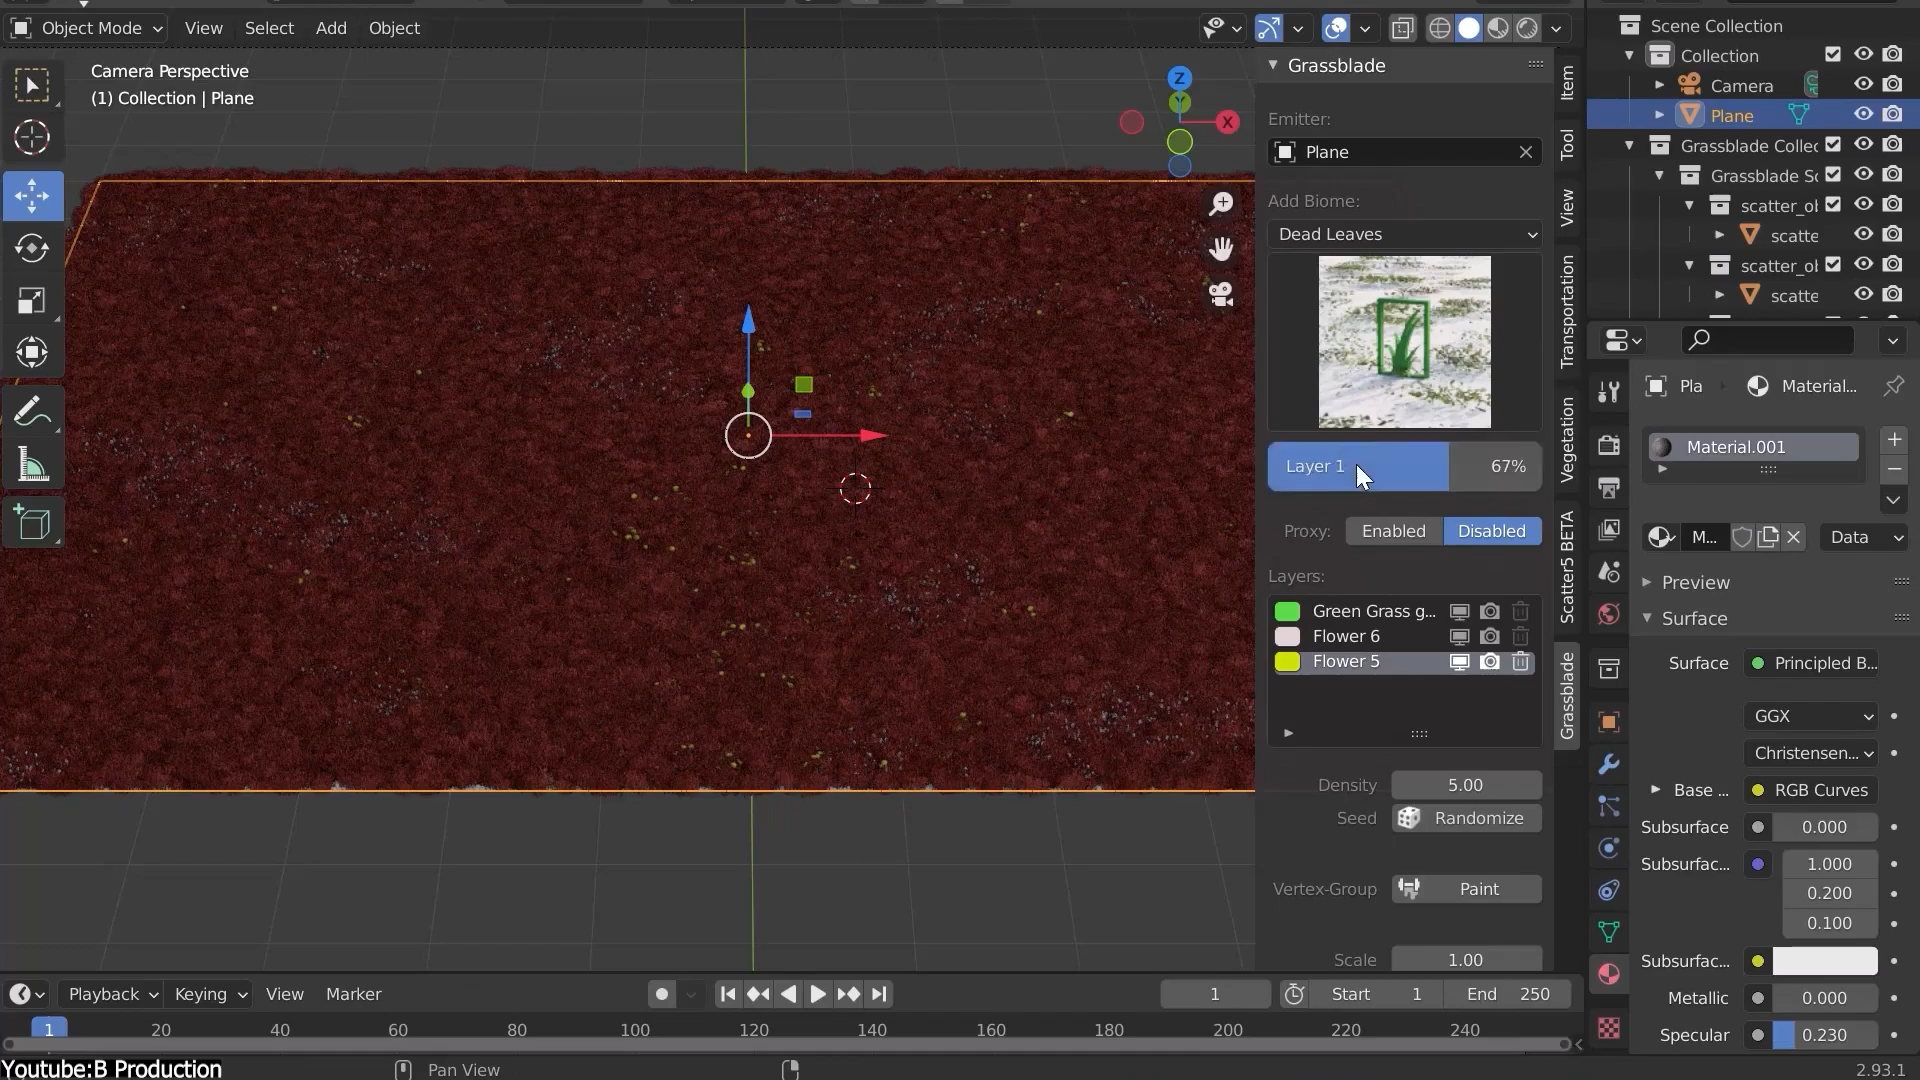 Object Mode
View
Select
Add
Object
Camera Perspective
(1) Collection | Plane
Z
Y
X
Grassblade
Emitter:
Plane
Add Biome:
Dead Leaves
Layer 1
67%
Proxy:
Enabled
Disabled
Layers:
Green Grass g...
Flower 6
Flower 5
Density
5.00
Seed
Randomize
Vertex-Group
Paint
Scale
1.00
Item
Tool
View
Transportation
Vegetation
Scatter5 BETA
Grassblade
Scene Collection
Collection
Camera
Plane
Grassblade Collec
Grassblade Sc
scatter_ob
scatte
scatter_ob
scatte
Pla
Material...
Material.001
M...
Data
Preview
Surface
Surface
Principled B...
GGX
Christensen...
Base ...
RGB Curves
Subsurface
0.000
Subsurfac...
1.000
0.200
0.100
Subsurfac...
Metallic
0.000
Specular
0.230
Playback
Keying
View
Marker
1
Start
1
End
250
1
20
40
60
80
100
120
140
160
180
200
220
240
Youtube:B Production
Pan View
2.93.1